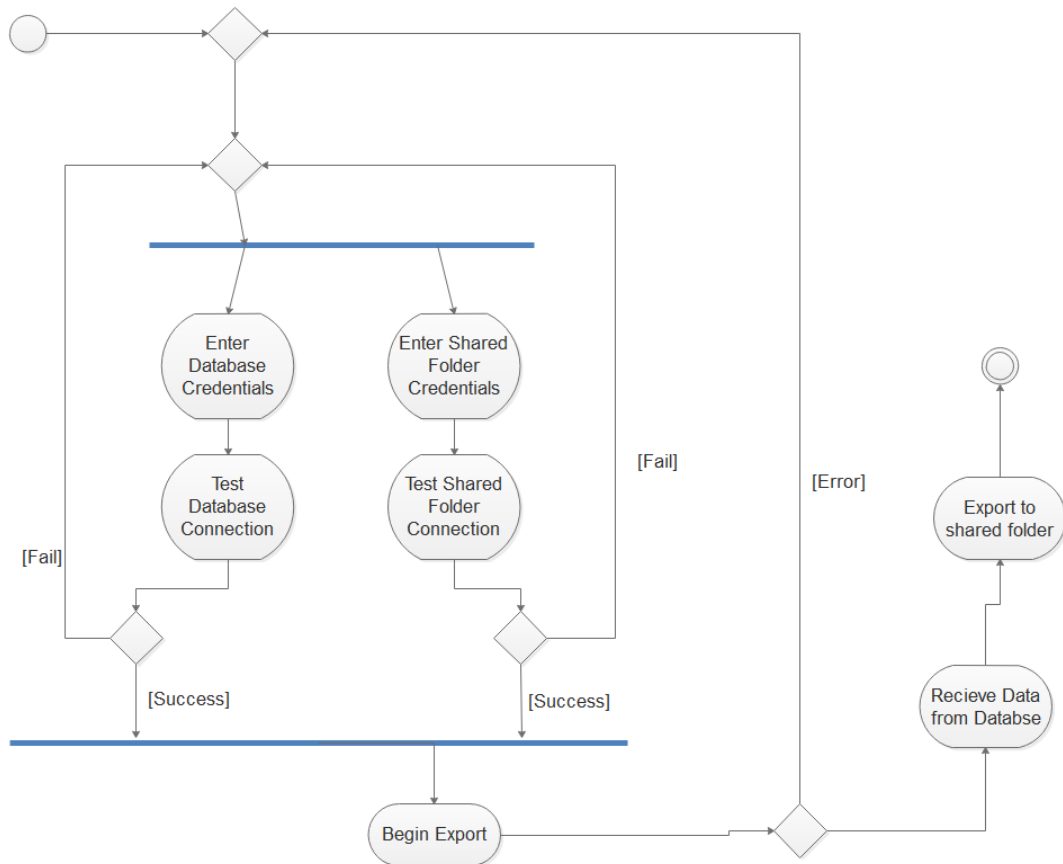 Enter
Database
Credentials
Enter Shared
Folder
Credentials
Test
Database
Connection
Test Shared
Folder
Connection
[Fail]
[Fail]
[Success]
[Success]
Begin Export
[Error]
Recieve Data
from Databse
Export to
shared folder